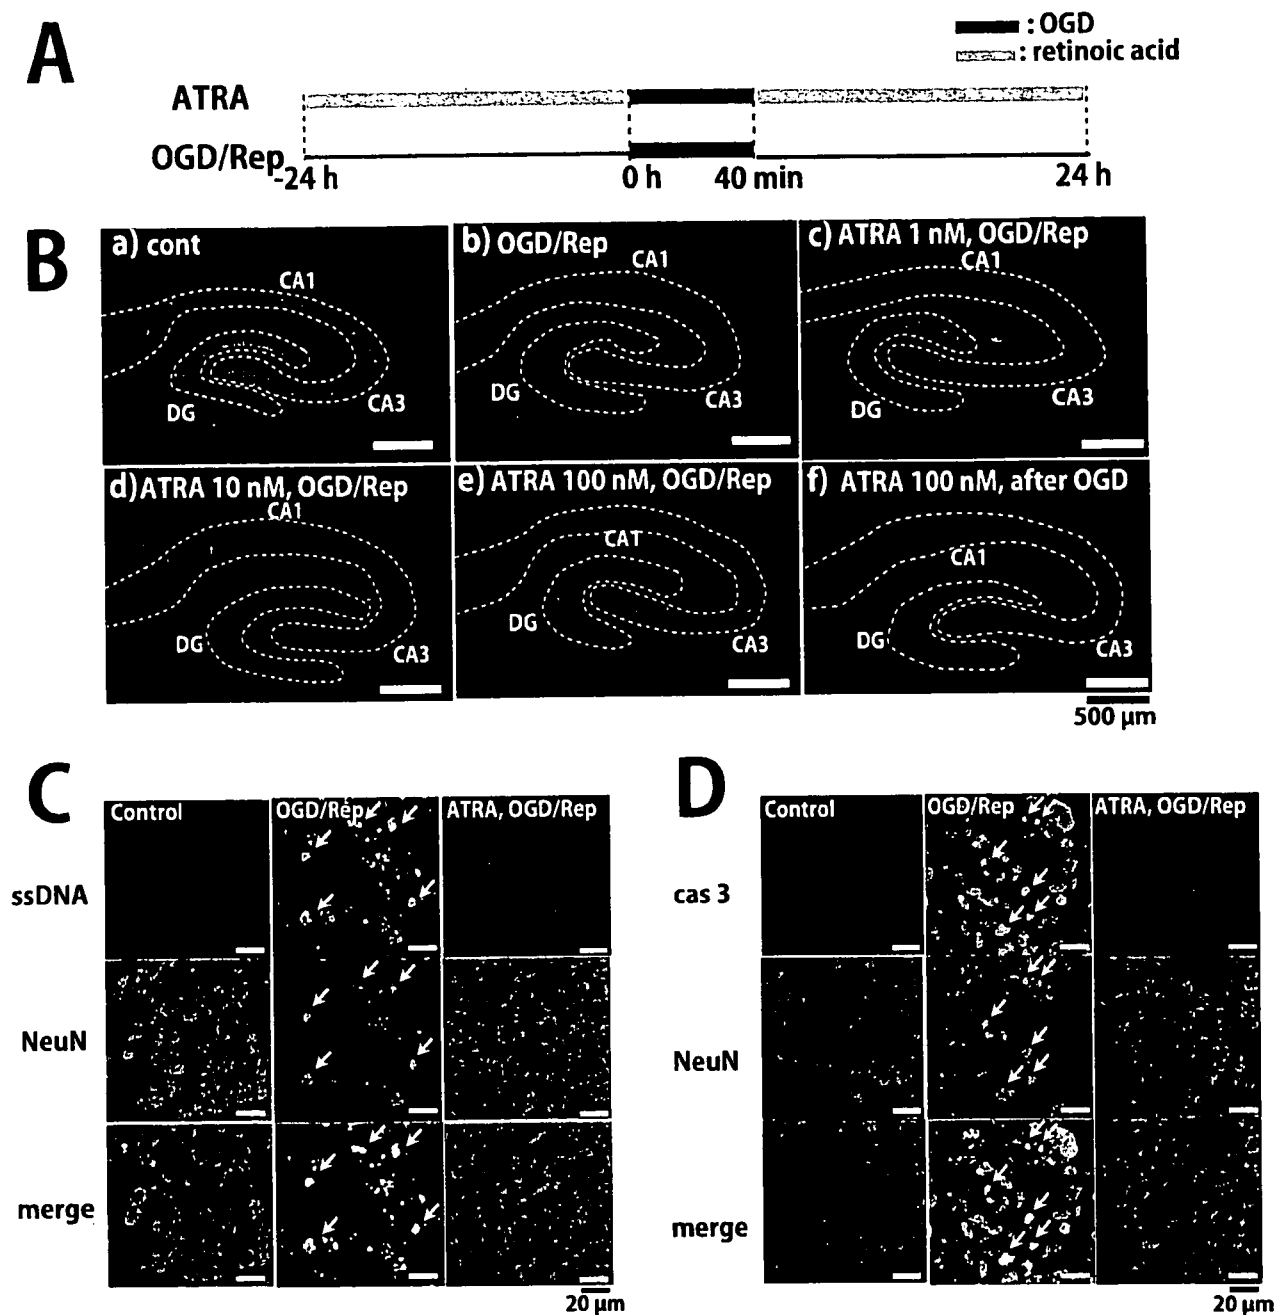 A
: OGD
: retinoic acid
ATRA
OGD/Rep
-24 h
0 h
40 min
24 h
B
a) cont
CA1
DG
CA3
b) OGD/Rep
CA1
DG
CA3
c) ATRA 1 nM, OGD/Rep
CA1
DG
CA3
d) ATRA 10 nM, OGD/Rep
CA1
DG
CA3
e) ATRA 100 nM, OGD/Rep
CA1
DG
CA3
f) ATRA 100 nM, after OGD
CA1
DG
CA3
500 µm
C
Control
OGD/Rep
ATRA, OGD/Rep
ssDNA
NeuN
merge
20 µm
D
Control
OGD/Rep
ATRA, OGD/Rep
cas 3
NeuN
merge
20 µm